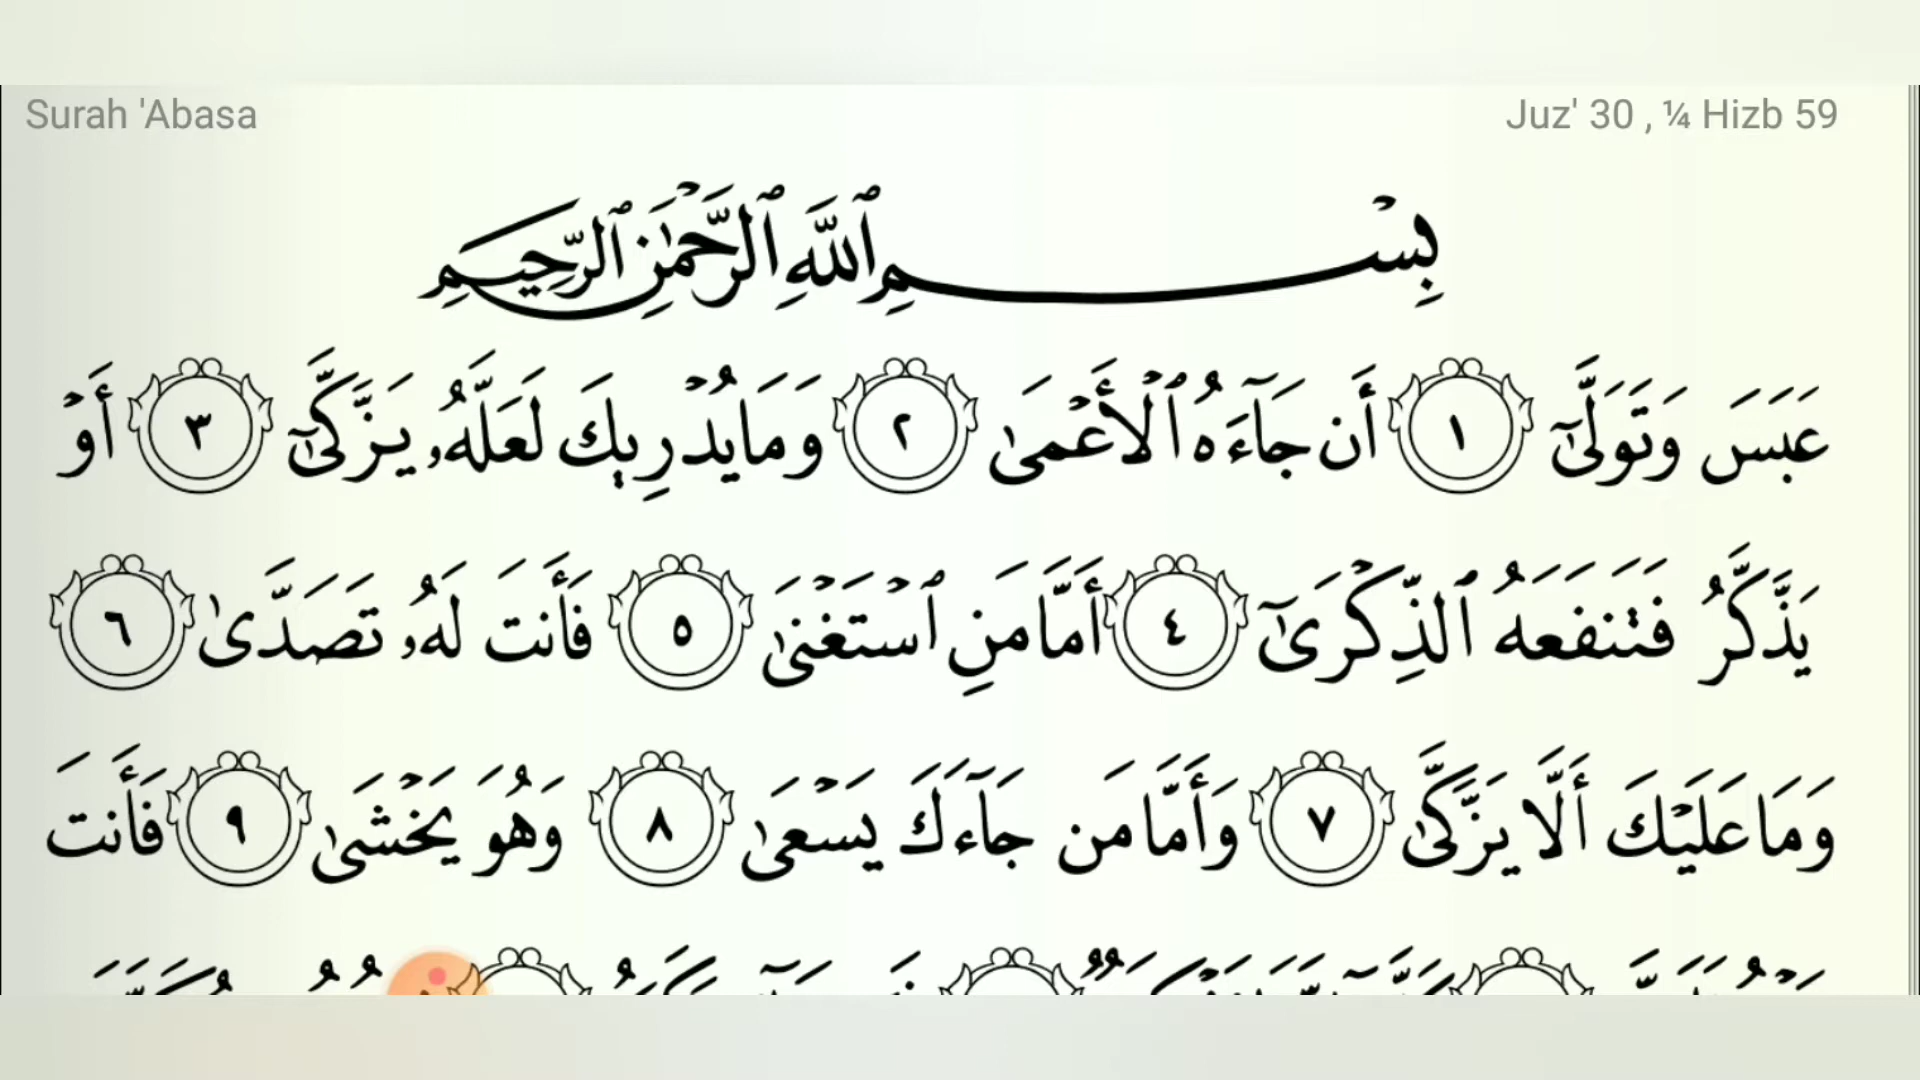 Surah 'Abasa
Juz' 30 , ¼ Hizb 59
بِسْمِ ٱللَّهِ ٱلرَّحْمَٰنِ ٱلرَّحِيمِ
عَبَسَ وَتَوَلَّىٰٓ ١ أَن جَآءَهُ ٱلْأَعْمَىٰ ٢ وَمَا يُدْرِيكَ لَعَلَّهُۥ يَزَّكَّىٰٓ ٣ أَوْ
يَذَّكَّرُ فَتَنفَعَهُ ٱلذِّكْرَىٰٓ ٤ أَمَّا مَنِ ٱسْتَغْنَىٰ ٥ فَأَنتَ لَهُۥ تَصَدَّىٰ ٦
وَمَا عَلَيْكَ أَلَّا يَزَّكَّىٰ ٧ وَأَمَّا مَن جَآءَكَ يَسْعَىٰ ٨ وَهُوَ يَخْشَىٰ ٩ فَأَنتَ